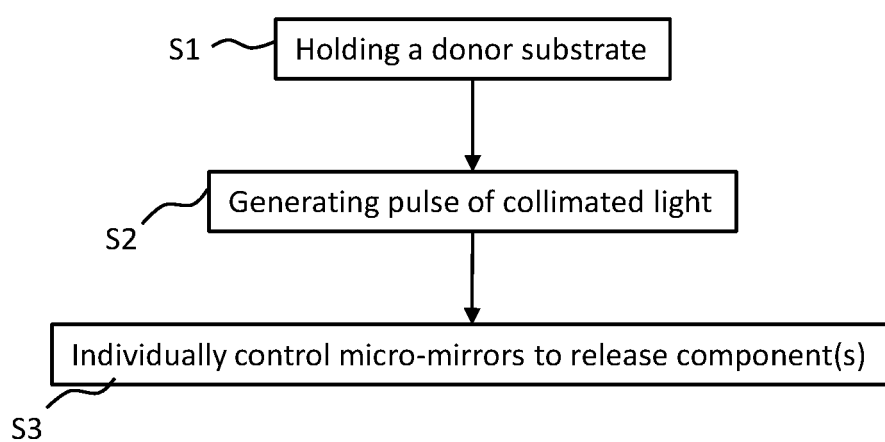 S1
Holding a donor substrate
Generating pulse of collimated light
S2
Individually control micro-mirrors to release component(s)
S3